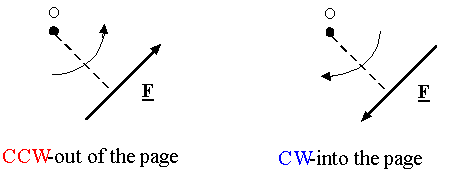 O O
F F
CCW-out of the page CW-into the page